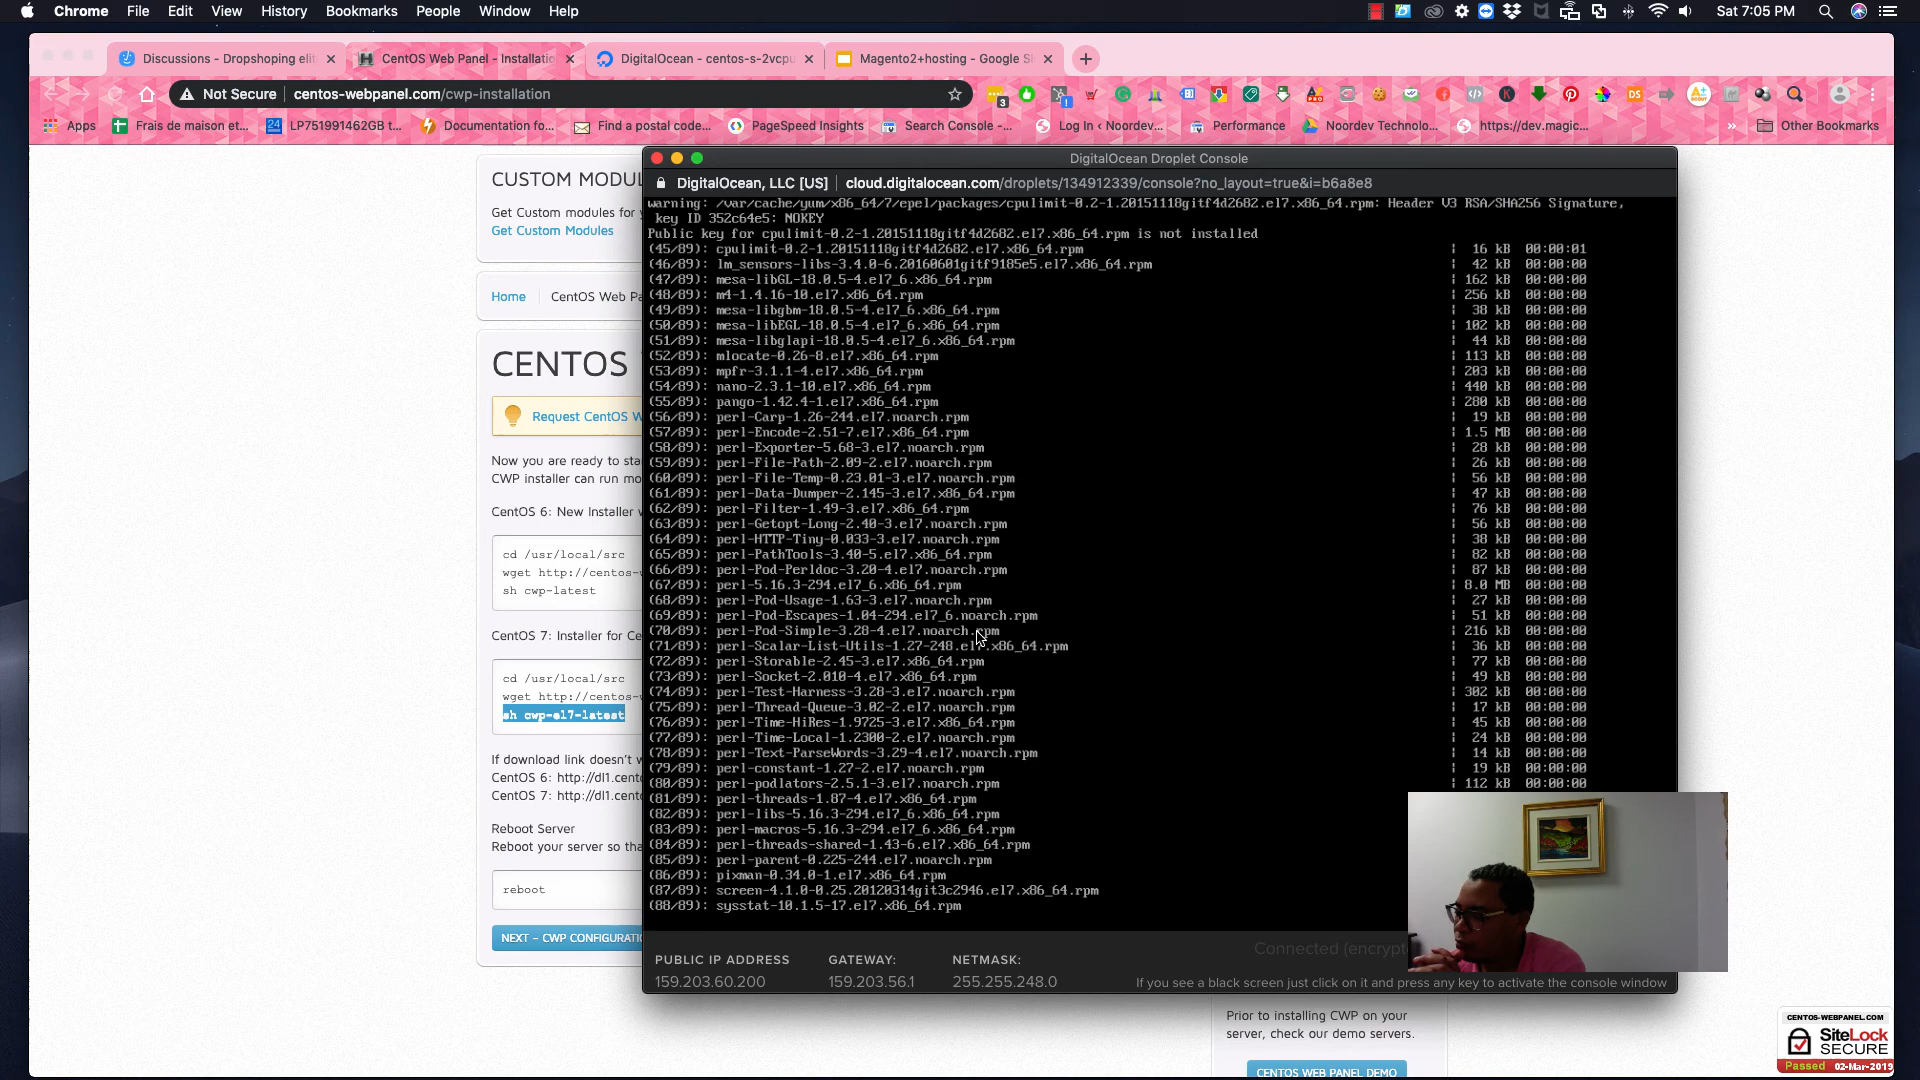 Chrome File Edit View History Bookmarks People Window Help
Sat 7:05 PM
Discussions - Dropshoping eli
CentOS Web Panel - Installatio
DigitalOcean - centos-s-2vcpu
Magento2+hosting - Google S
Not Secure
centos-webpanel.com/cwp-installation
Apps
Frais de maison et...
LP751991462GB t...
Documentation fo...
Find a postal code...
PageSpeed Insights
Search Console -...
Log In ‹ Noordev...
Performance
Noordev Technolo...
https://dev.magic...
Other Bookmarks
CUSTOM MODUL
Get Custom modules for y
Get Custom Modules
Home
CentOS Web Pa
CENTOS
Request CentOS W
Now you are ready to sta
CWP installer can run mo
CentOS 6: New Installer w
cd /usr/local/src
wget http://centos-w
sh cwp-latest
CentOS 7: Installer for Ce
cd /usr/local/src
wget http://centos-w
sh cwp-el7-latest
If download link doesn't w
CentOS 6: http://dl1.cento
CentOS 7: http://dl1.cento
Reboot Server
Reboot your server so tha
reboot
NEXT – CWP CONFIGURATIO
DigitalOcean Droplet Console
DigitalOcean, LLC [US]
cloud.digitalocean.com/droplets/134912339/console?no_layout=true&i=b6a8e8
warning: /var/cache/yum/x86_64/7/epel/packages/cpulimit-0.2-1.20151118gitf4d2682.el7.x86_64.rpm: Header V3 RSA/SHA256 Signature,
key ID 352c64e5: NOKEY
Public key for cpulimit-0.2-1.20151118gitf4d2682.el7.x86_64.rpm is not installed
(45/89): cpulimit-0.2-1.20151118gitf4d2682.el7.x86_64.rpm | 16 kB 00:00:01
(46/89): lm_sensors-libs-3.4.0-6.20160601gitf9185e5.el7.x86_64.rpm | 42 kB 00:00:00
(47/89): mesa-libGL-18.0.5-4.el7_6.x86_64.rpm | 162 kB 00:00:00
(48/89): m4-1.4.16-10.el7.x86_64.rpm | 256 kB 00:00:00
(49/89): mesa-libgbm-18.0.5-4.el7_6.x86_64.rpm | 38 kB 00:00:00
(50/89): mesa-libEGL-18.0.5-4.el7_6.x86_64.rpm | 102 kB 00:00:00
(51/89): mesa-libglapi-18.0.5-4.el7_6.x86_64.rpm | 44 kB 00:00:00
(52/89): mlocate-0.26-8.el7.x86_64.rpm | 113 kB 00:00:00
(53/89): mpfr-3.1.1-4.el7.x86_64.rpm | 203 kB 00:00:00
(54/89): nano-2.3.1-10.el7.x86_64.rpm | 440 kB 00:00:00
(55/89): pango-1.42.4-1.el7.x86_64.rpm | 280 kB 00:00:00
(56/89): perl-Carp-1.26-244.el7.noarch.rpm | 19 kB 00:00:00
(57/89): perl-Encode-2.51-7.el7.x86_64.rpm | 1.5 MB 00:00:00
(58/89): perl-Exporter-5.68-3.el7.noarch.rpm | 28 kB 00:00:00
(59/89): perl-File-Path-2.09-2.el7.noarch.rpm | 26 kB 00:00:00
(60/89): perl-File-Temp-0.23.01-3.el7.noarch.rpm | 56 kB 00:00:00
(61/89): perl-Data-Dumper-2.145-3.el7.x86_64.rpm | 47 kB 00:00:00
(62/89): perl-Filter-1.49-3.el7.x86_64.rpm | 76 kB 00:00:00
(63/89): perl-Getopt-Long-2.40-3.el7.noarch.rpm | 56 kB 00:00:00
(64/89): perl-HTTP-Tiny-0.033-3.el7.noarch.rpm | 38 kB 00:00:00
(65/89): perl-PathTools-3.40-5.el7.x86_64.rpm | 82 kB 00:00:00
(66/89): perl-Pod-Perldoc-3.20-4.el7.noarch.rpm | 87 kB 00:00:00
(67/89): perl-5.16.3-294.el7_6.x86_64.rpm | 8.0 MB 00:00:00
(68/89): perl-Pod-Usage-1.63-3.el7.noarch.rpm | 27 kB 00:00:00
(69/89): perl-Pod-Escapes-1.04-294.el7_6.noarch.rpm | 51 kB 00:00:00
(70/89): perl-Pod-Simple-3.28-4.el7.noarch.rpm | 216 kB 00:00:00
(71/89): perl-Scalar-List-Utils-1.27-248.el7.x86_64.rpm | 36 kB 00:00:00
(72/89): perl-Storable-2.45-3.el7.x86_64.rpm | 77 kB 00:00:00
(73/89): perl-Socket-2.010-4.el7.x86_64.rpm | 49 kB 00:00:00
(74/89): perl-Test-Harness-3.28-3.el7.noarch.rpm | 302 kB 00:00:00
(75/89): perl-Thread-Queue-3.02-2.el7.noarch.rpm | 17 kB 00:00:00
(76/89): perl-Time-HiRes-1.9725-3.el7.x86_64.rpm | 45 kB 00:00:00
(77/89): perl-Time-Local-1.2300-2.el7.noarch.rpm | 24 kB 00:00:00
(78/89): perl-Text-ParseWords-3.29-4.el7.noarch.rpm | 14 kB 00:00:00
(79/89): perl-constant-1.27-2.el7.noarch.rpm | 19 kB 00:00:00
(80/89): perl-podlators-2.5.1-3.el7.noarch.rpm | 112 kB 00:00:00
(81/89): perl-threads-1.87-4.el7.x86_64.rpm
(82/89): perl-libs-5.16.3-294.el7_6.x86_64.rpm
(83/89): perl-macros-5.16.3-294.el7_6.x86_64.rpm
(84/89): perl-threads-shared-1.43-6.el7.x86_64.rpm
(85/89): perl-parent-0.225-244.el7.noarch.rpm
(86/89): pixman-0.34.0-1.el7.x86_64.rpm
(87/89): screen-4.1.0-0.25.20120314git3c2946.el7.x86_64.rpm
(88/89): sysstat-10.1.5-17.el7.x86_64.rpm
Connected (encrypt
PUBLIC IP ADDRESS GATEWAY: NETMASK:
159.203.60.200 159.203.56.1 255.255.248.0
If you see a black screen just click on it and press any key to activate the console window
Prior to installing CWP on your
server, check our demo servers.
CENTOS WEB PANEL DEMO
CENTOS-WEBPANEL.COM
SiteLock
SECURE
Passed 02-Mar-2019